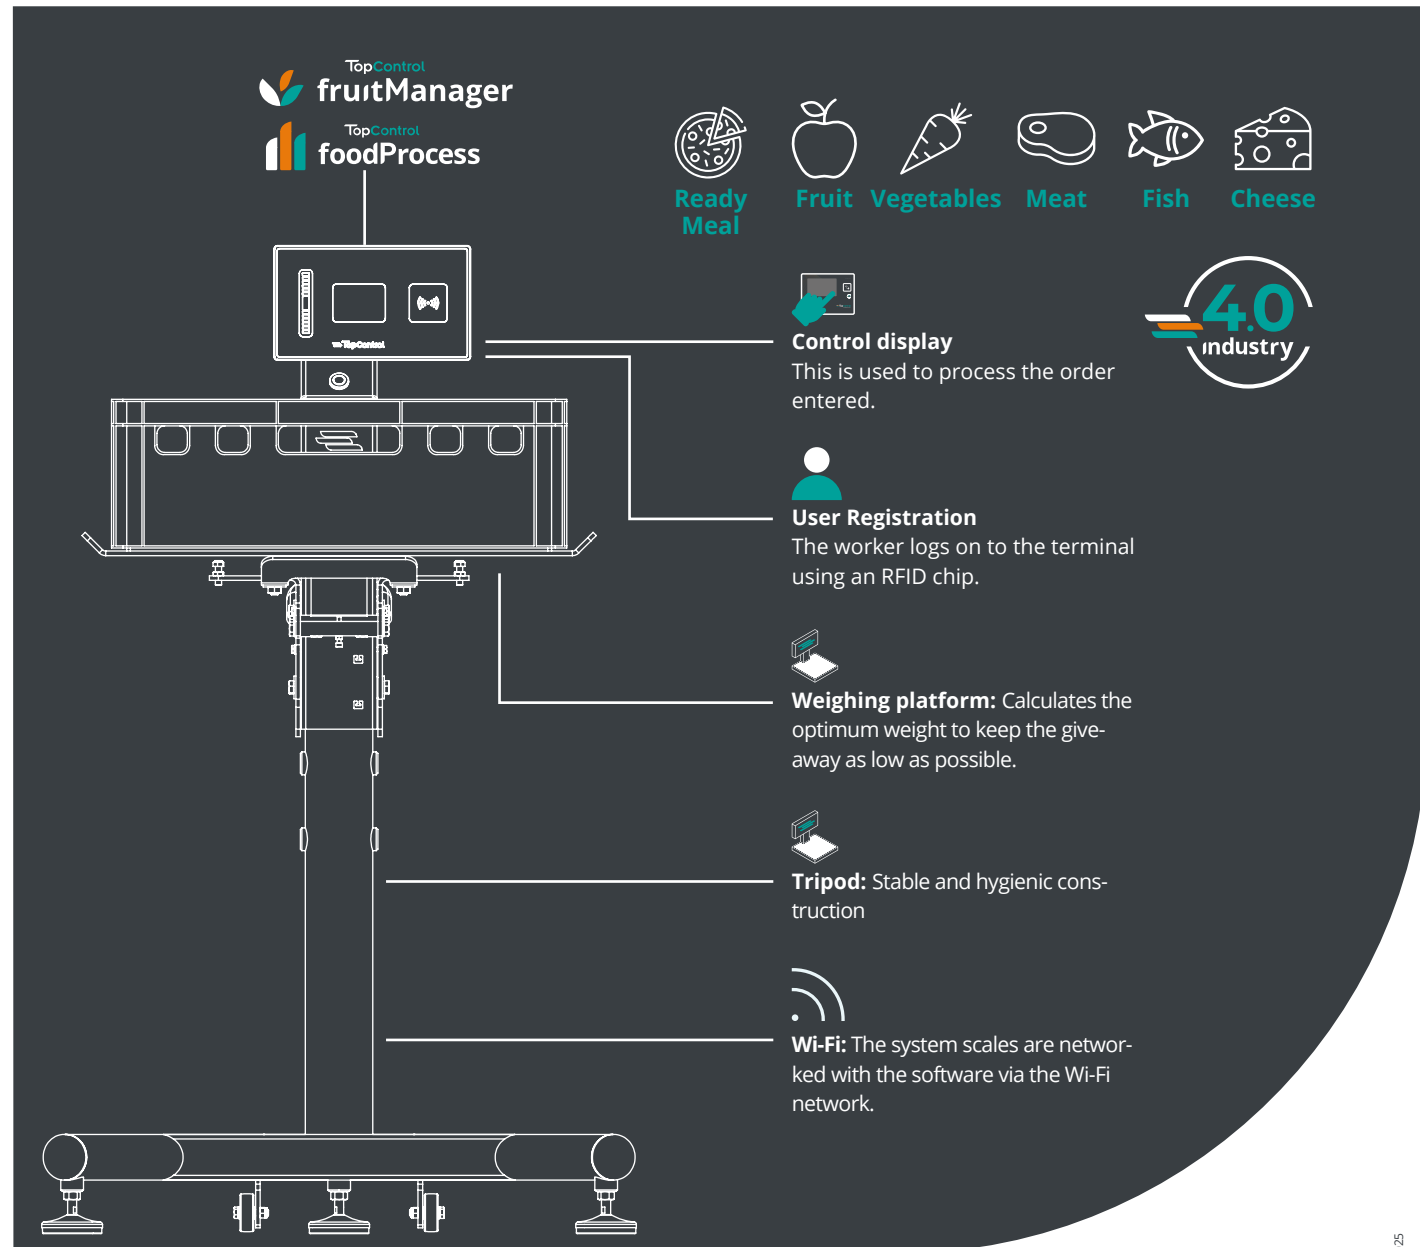 TopControl
fruitManager
TopControl
foodProcess
Ready
Meal
Fruit
Vegetables
Meat
Fish
Cheese
4.0
industry
TopControl
Control display
This is used to process the order
entered.
User Registration
The worker logs on to the terminal
using an RFID chip.
Weighing platform: Calculates the
optimum weight to keep the give-
away as low as possible.
Tripod: Stable and hygienic cons-
truction
Wi-Fi: The system scales are networ-
ked with the software via the Wi-Fi
network.
25